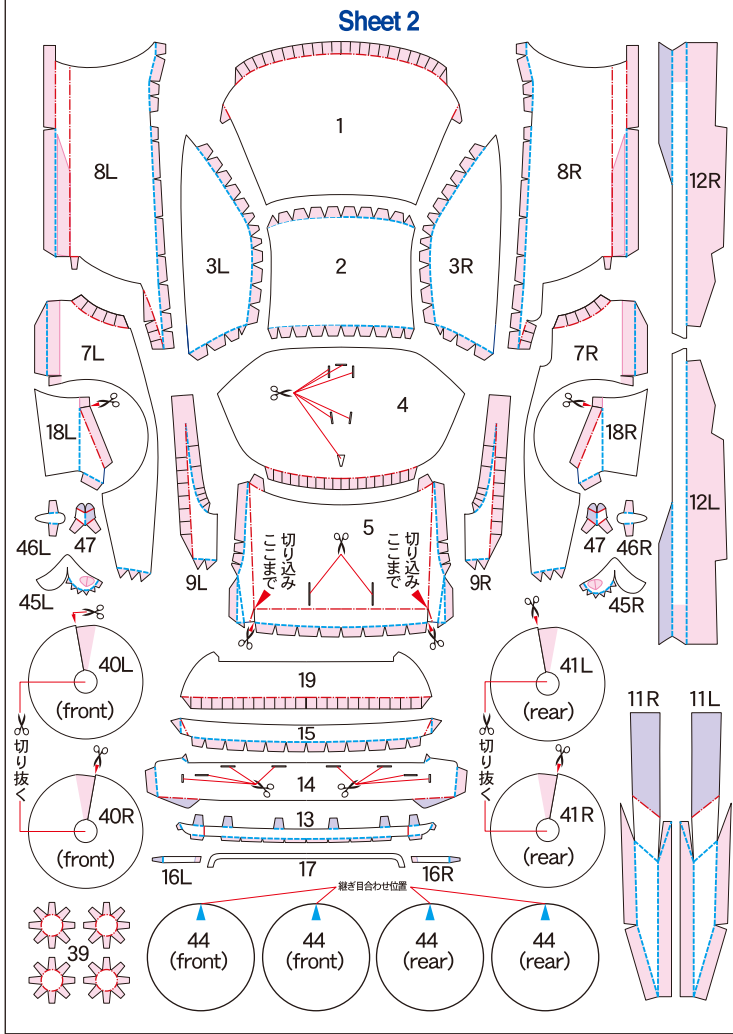 Sheet 2
1
8L
8R
12R
3L
2
3R
7L
7R
4
18L
18R
12L
5
切り込み
ここまで
切り込み
ここまで
46L
47
47
46R
9L
9R
45L
45R
40L
(front)
41L
(rear)
19
11R
11L
切り抜く
切り抜く
15
14
40R
(front)
41R
(rear)
13
16L
17
16R
継ぎ目合わせ位置
39
44
(front)
44
(front)
44
(rear)
44
(rear)